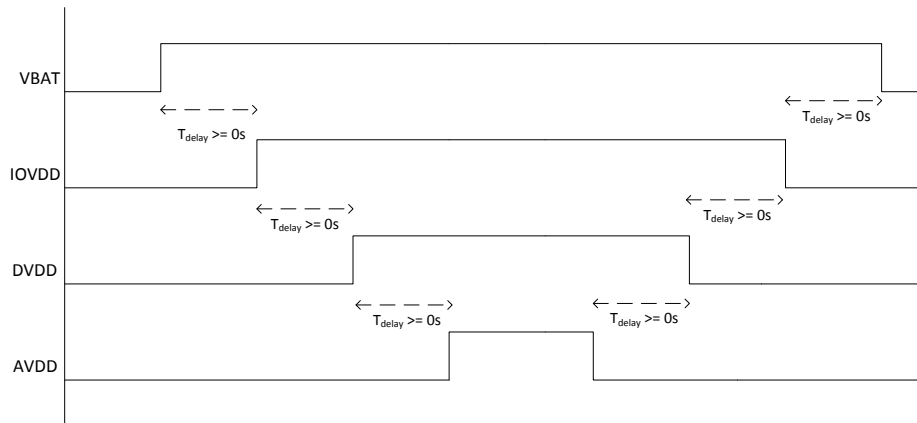 VBAT
T_delay >= 0s
T_delay >= 0s
IOVDD
T_delay >= 0s
T_delay >= 0s
DVDD
T_delay >= 0s
T_delay >= 0s
AVDD